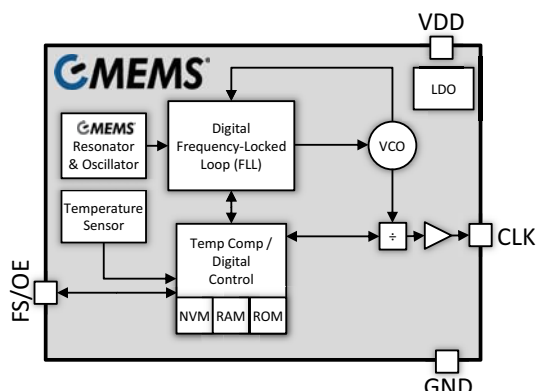 VDD
CMEMS®
LDO
CMEMS®
Resonator
& Oscillator
Digital
Frequency-Locked
Loop (FLL)
VCO
Temperature
Sensor
Temp Comp /
Digital
Control
÷
CLK
FS/OE
NVM RAM ROM
GND